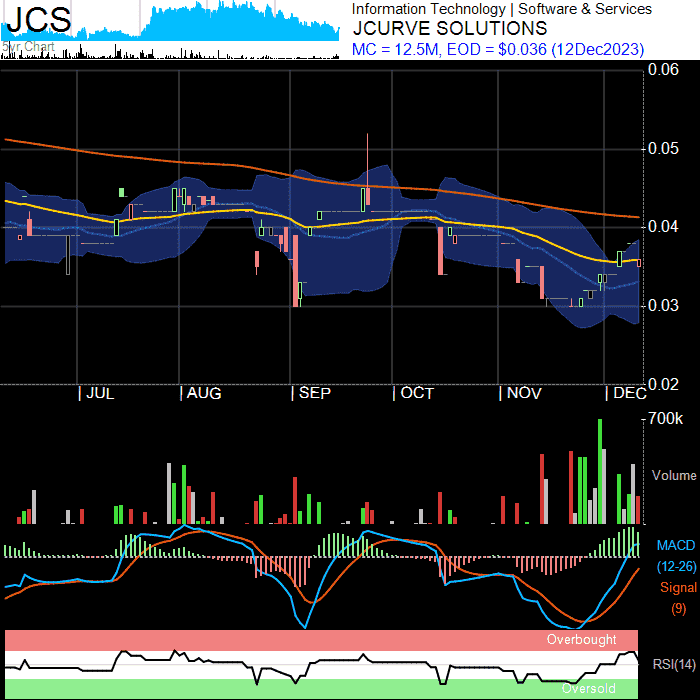 JCS
5yr Chart
Information Technology | Software & Services
JCURVE SOLUTIONS
MC = 12.5M, EOD = $0.036 (12Dec2023)
0.06
0.05
0.04
0.03
0.02
| JUL
| AUG
| SEP
| OCT
| NOV
| DEC
700k
Volume
MACD
(12-26)
Signal
(9)
Overbought
RSI(14)
Oversold